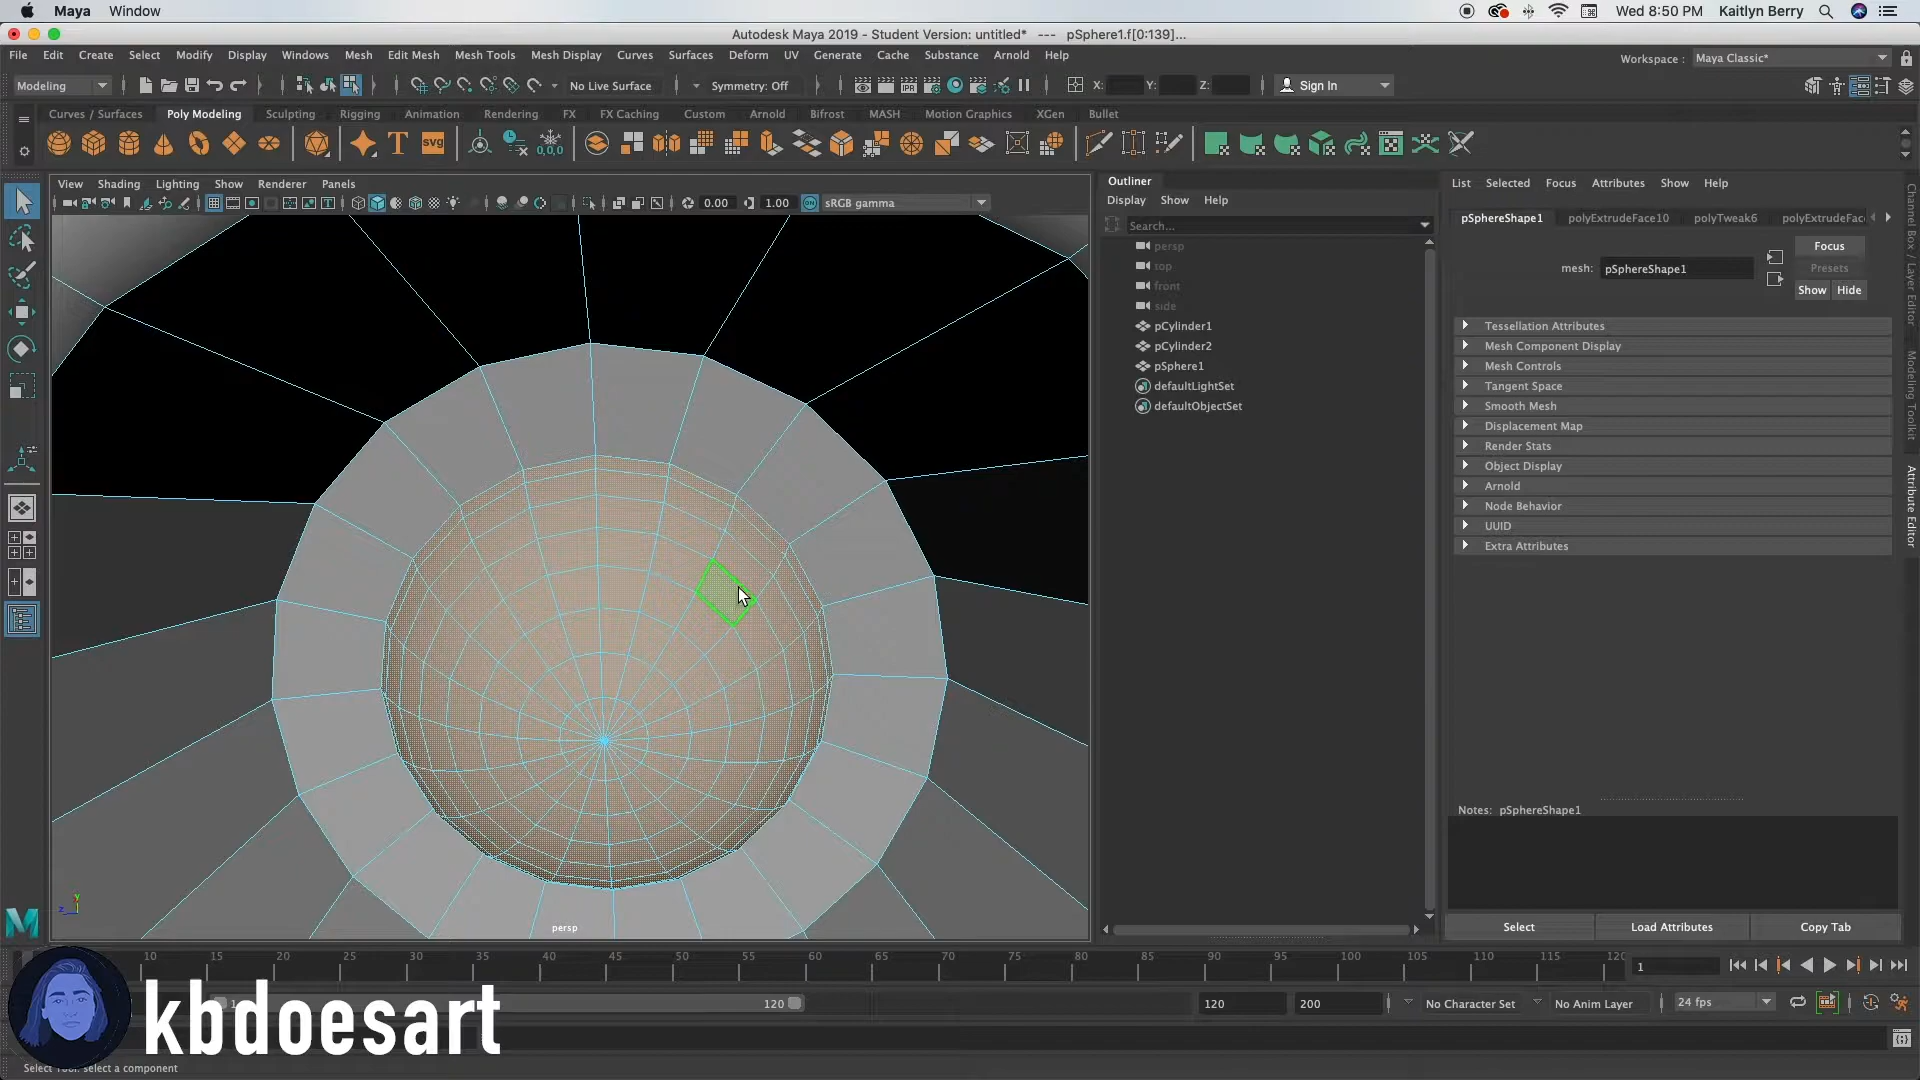 Maya Window Wed 8:50 PM Kaitlyn Berry
Autodesk Maya 2019 - Student Version: untitled* --- pSphere1.f[0:139]...
File Edit Create Select Modify Display Windows Mesh Edit Mesh Mesh Tools Mesh Display Curves Surfaces Deform UV Generate Cache Substance Arnold Help
Workspace : Maya Classic*
Modeling No Live Surface Symmetry: Off X: Y: Z: Sign In
Curves / Surfaces Poly Modeling Sculpting Rigging Animation Rendering FX FX Caching Custom Arnold Bifrost MASH Motion Graphics XGen Bullet
View Shading Lighting Show Renderer Panels
0.00 1.00 sRGB gamma
persp
Outliner
Display Show Help
Search...
persp
top
front
side
pCylinder1
pCylinder2
pSphere1
defaultLightSet
defaultObjectSet
List Selected Focus Attributes Show Help
pSphereShape1 polyExtrudeFace10 polyTweak6 polyExtrudeFac
mesh: pSphereShape1
Focus
Presets
Show Hide
Tessellation Attributes
Mesh Component Display
Mesh Controls
Tangent Space
Smooth Mesh
Displacement Map
Render Stats
Object Display
Arnold
Node Behavior
UUID
Extra Attributes
Notes: pSphereShape1
Select Load Attributes Copy Tab
Channel Box / Layer Editor
Modeling Toolkit
Attribute Editor
10 15 20 25 30 35 40 45 50 55 60 65 70 75 80 85 90 95 100 105 110 115 120
1
1 120 120 200 No Character Set No Anim Layer 24 fps
kbdoesart
Select Tool: select a component